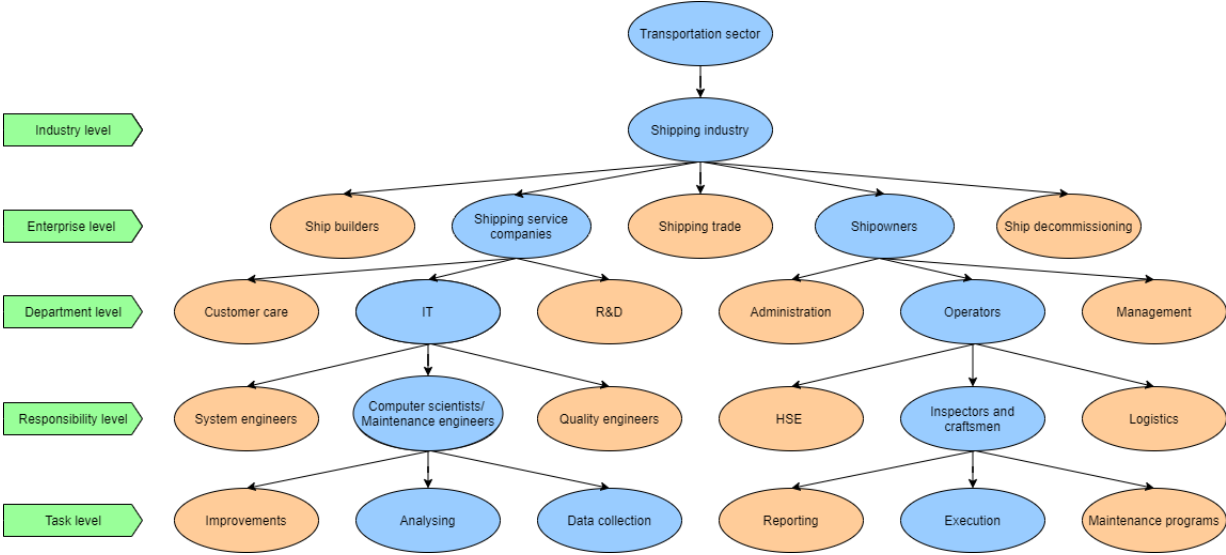 Transportation sector
Industry level
Shipping industry
Enterprise level
Ship builders
Shipping service
companies
Shipping trade
Shipowners
Ship decommissioning
Department level
Customer care
IT
R&D
Administration
Operators
Management
Responsibility level
System engineers
Computer scientists/
Maintenance engineers
Quality engineers
HSE
Inspectors and
craftsmen
Logistics
Task level
Improvements
Analysing
Data collection
Reporting
Execution
Maintenance programs